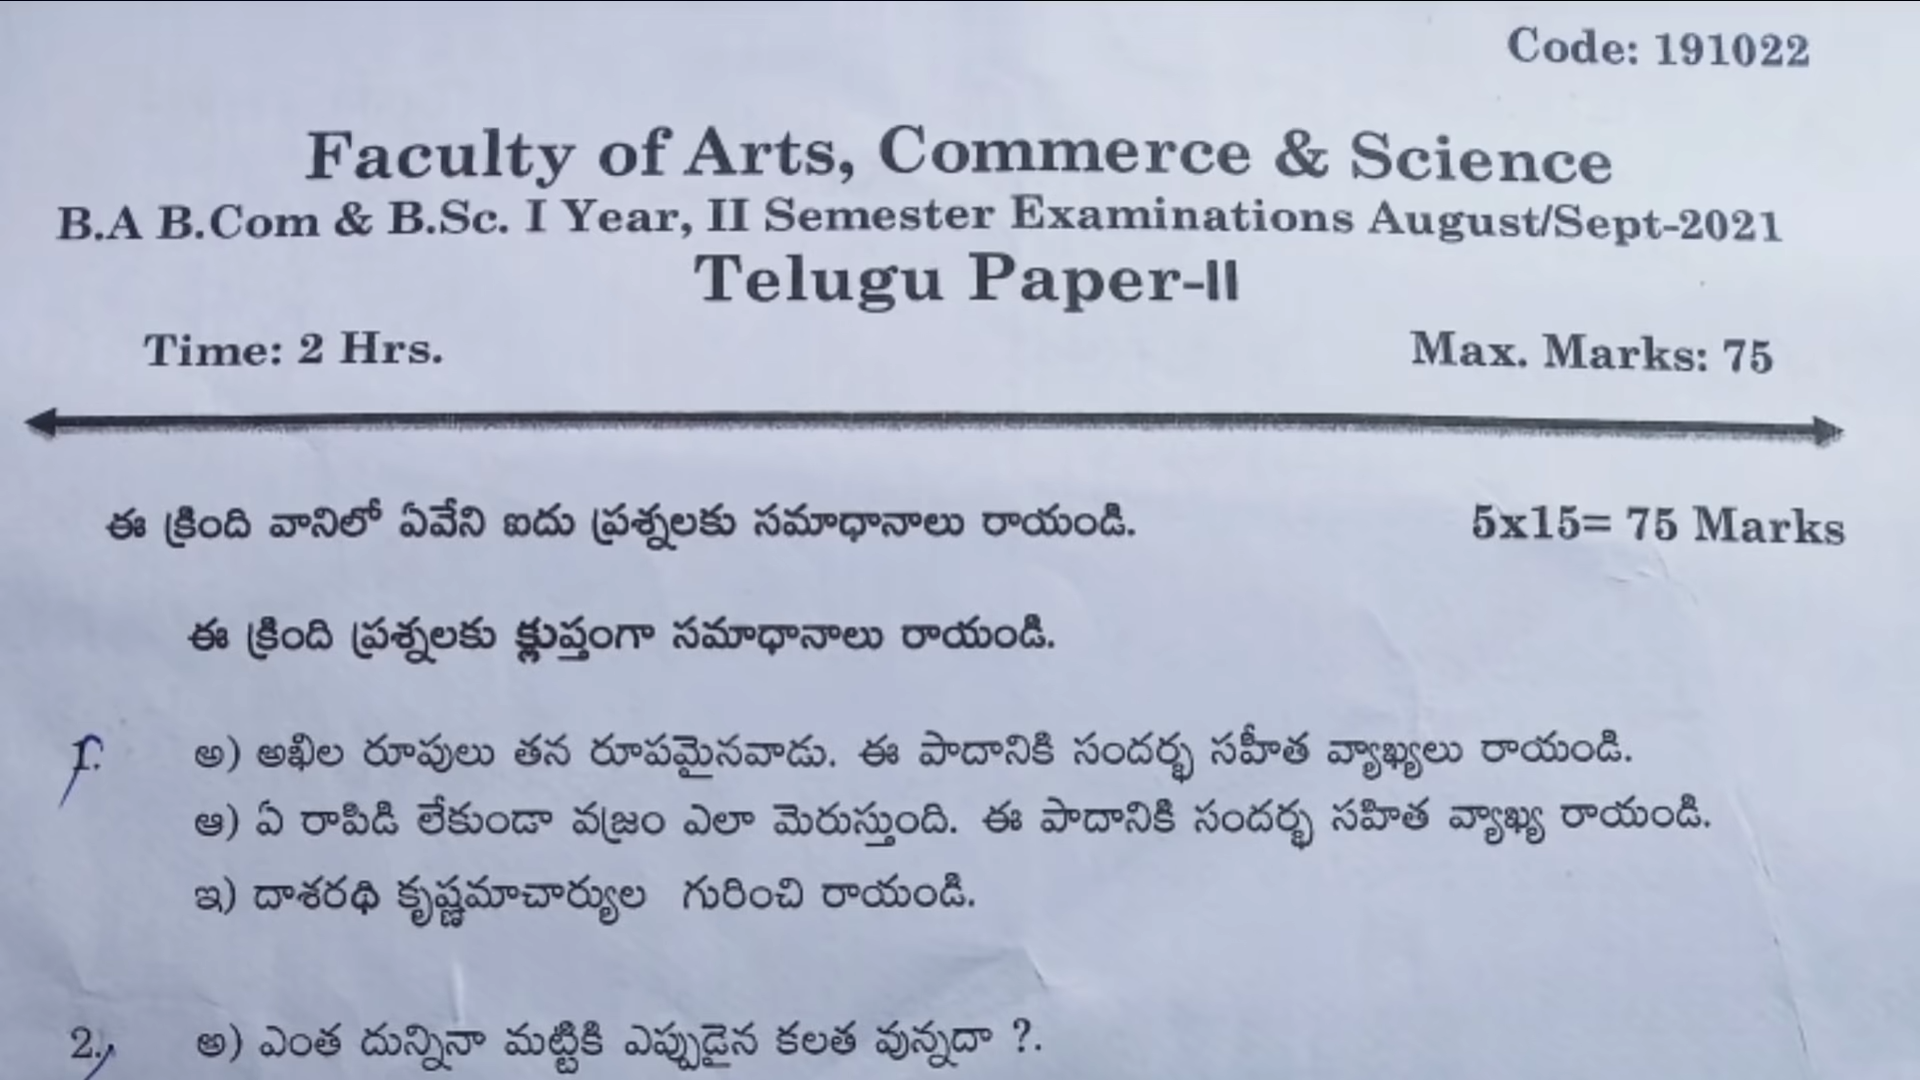 Code: 191022
Faculty of Arts, Commerce & Science
B.A B.Com & B.Sc. I Year, II Semester Examinations August/Sept-2021
Telugu Paper-II
Time: 2 Hrs. Max. Marks: 75
ఈ క్రింది వానిలో ఏవేని ఐదు ప్రశ్నలకు సమాధానాలు రాయండి. 5x15= 75 Marks
ఈ క్రింది ప్రశ్నలకు క్లుప్తంగా సమాధానాలు రాయండి.
1. అ) అఖిల రూపులు తన రూపమైనవాడు. ఈ పాదానికి సందర్భ సహీత వ్యాఖ్యలు రాయండి.
ఆ) ఏ రాపిడి లేకుండా వజ్రం ఎలా మెరుస్తుంది. ఈ పాదానికి సందర్భ సహిత వ్యాఖ్య రాయండి.
ఇ) దాశరథి కృష్ణమాచార్యుల గురించి రాయండి.
2. అ) ఎంత దున్నినా మట్టికి ఎప్పుడైన కలత వున్నదా ?.